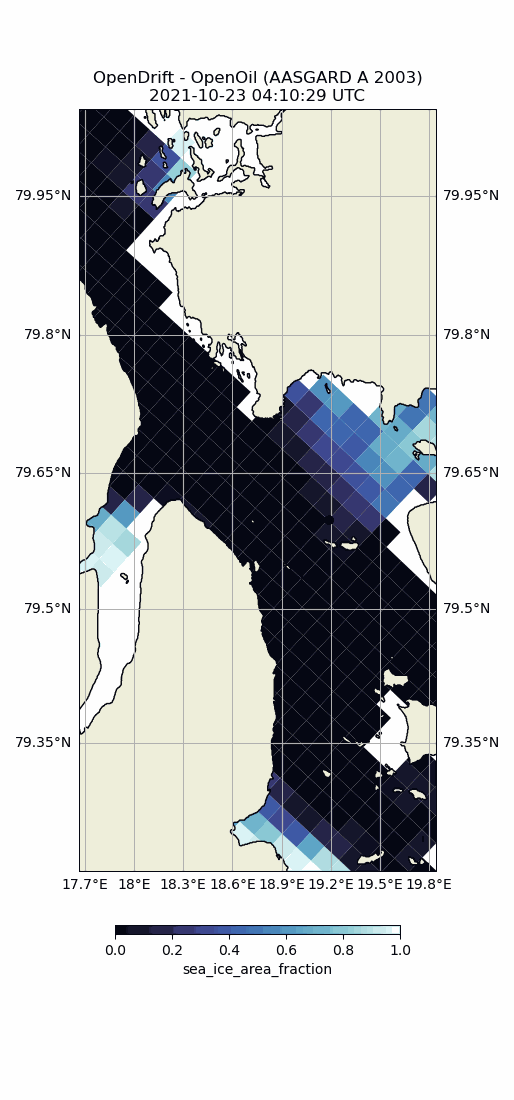 OpenDrift - OpenOil (AASGARD A 2003)
2021-10-23 04:10:29 UTC
79.95°N 79.95°N
79.8°N 79.8°N
79.65°N 79.65°N
79.5°N 79.5°N
79.35°N 79.35°N
17.7°E 18°E 18.3°E 18.6°E 18.9°E 19.2°E 19.5°E 19.8°E
0.0 0.2 0.4 0.6 0.8 1.0
sea_ice_area_fraction